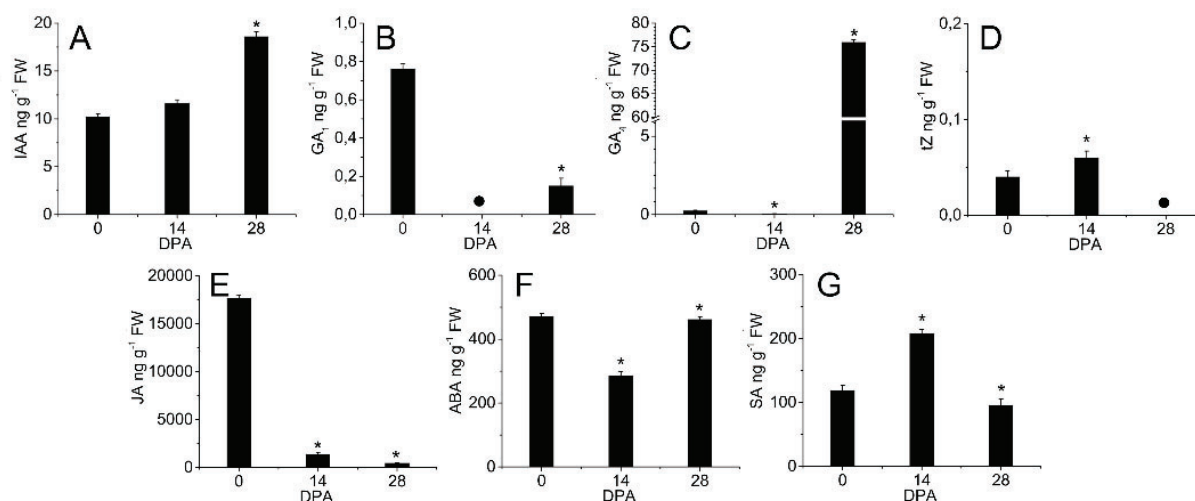 A
IAA ng g⁻¹ FW
20
15
10
5
0
*
0 14 28
DPA
B
GA₁ ng g⁻¹ FW
1,0
0,8
0,6
0,4
0,2
0,0
*
0 14 28
DPA
C
GA₄ ng g⁻¹ FW
80
75
70
65
60
5
0
*
*
0 14 28
DPA
D
tZ ng g⁻¹ FW
0,2
0,1
0,0
*
0 14 28
DPA
E
JA ng g⁻¹ FW
20000
17500
15000
12500
10000
7500
5000
2500
0
*
*
0 14 28
DPA
F
ABA ng g⁻¹ FW
600
400
200
0
*
*
0 14 28
DPA
G
SA ng g⁻¹ FW
300
200
100
0
*
*
0 14 28
DPA